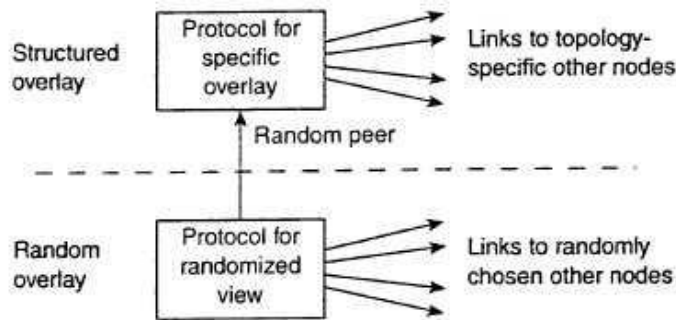 Structured
overlay
Protocol for
specific
overlay
Links to topology-
specific other nodes
Random peer
Random
overlay
Protocol for
randomized
view
Links to randomly
chosen other nodes